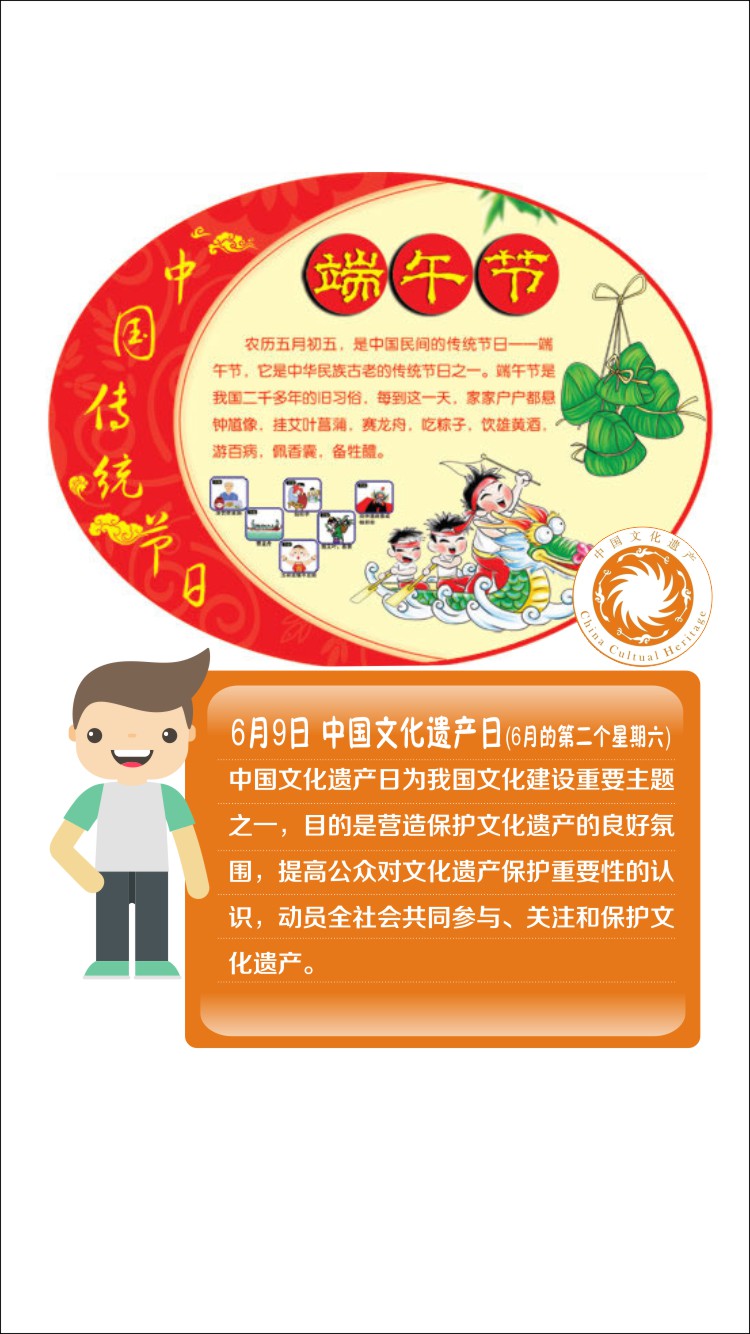 中国传统节日
端午节
农历五月初五，是中国民间的传统节日——端
午节，它是中华民族古老的传统节日之一。端午节是
我国二千多年的旧习俗，每到这一天，家家户户都悬
钟馗像，挂艾叶菖蒲，赛龙舟，吃粽子，饮雄黄酒，
游百病，佩香囊，备牲醴。
中国文化遗产
China Cultual Heritage
6月9日 中国文化遗产日(6月的第二个星期六)
中国文化遗产日为我国文化建设重要主题
之一，目的是营造保护文化遗产的良好氛
围，提高公众对文化遗产保护重要性的认
识，动员全社会共同参与、关注和保护文
化遗产。